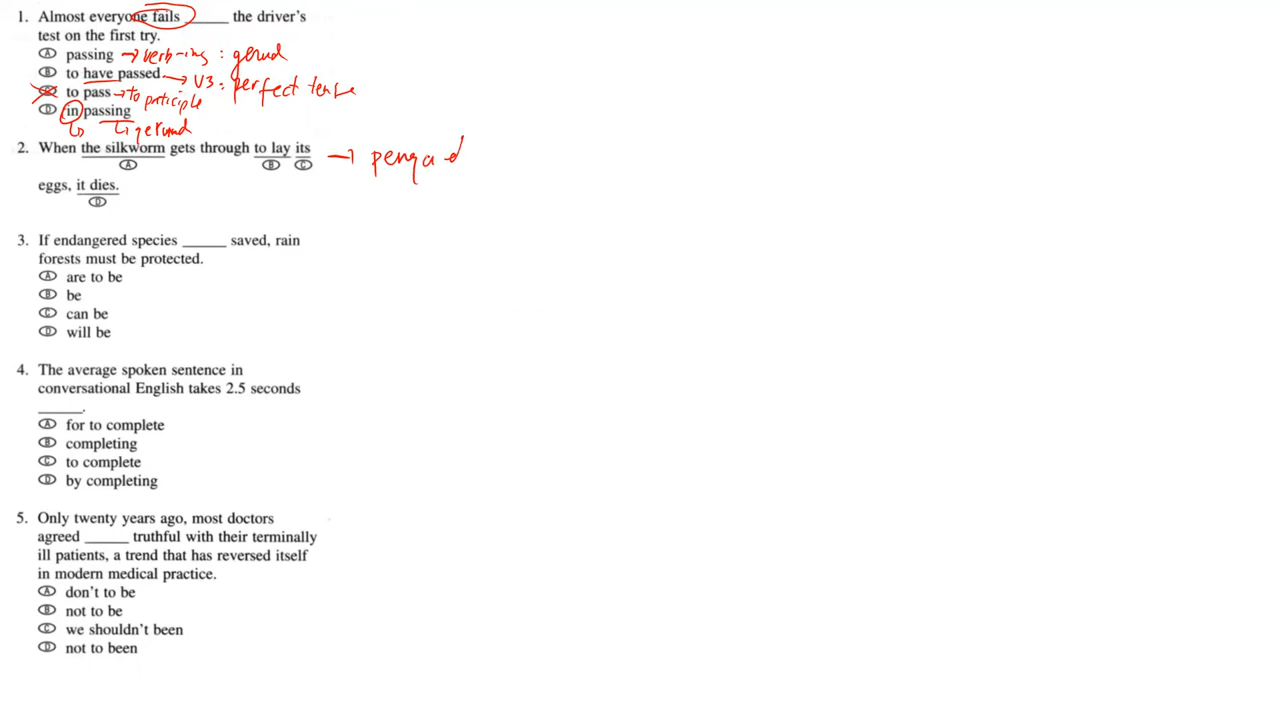 1. Almost everyone fails ______ the driver's
test on the first try.
Ⓐ passing → verb-ing : gerund
Ⓑ to have passed → V3: perfect tense
to pass → to participle
Ⓓ in passing
gerund
2. When the silkworm gets through to lay its
Ⓐ Ⓑ Ⓒ
eggs, it dies.
Ⓓ
3. If endangered species ______ saved, rain
forests must be protected.
Ⓐ are to be
Ⓑ be
Ⓒ can be
Ⓓ will be
4. The average spoken sentence in
conversational English takes 2.5 seconds
______.
Ⓐ for to complete
Ⓑ completing
Ⓒ to complete
Ⓓ by completing
5. Only twenty years ago, most doctors
agreed ______ truthful with their terminally
ill patients, a trend that has reversed itself
in modern medical practice.
Ⓐ don't to be
Ⓑ not to be
Ⓒ we shouldn't been
Ⓓ not to been